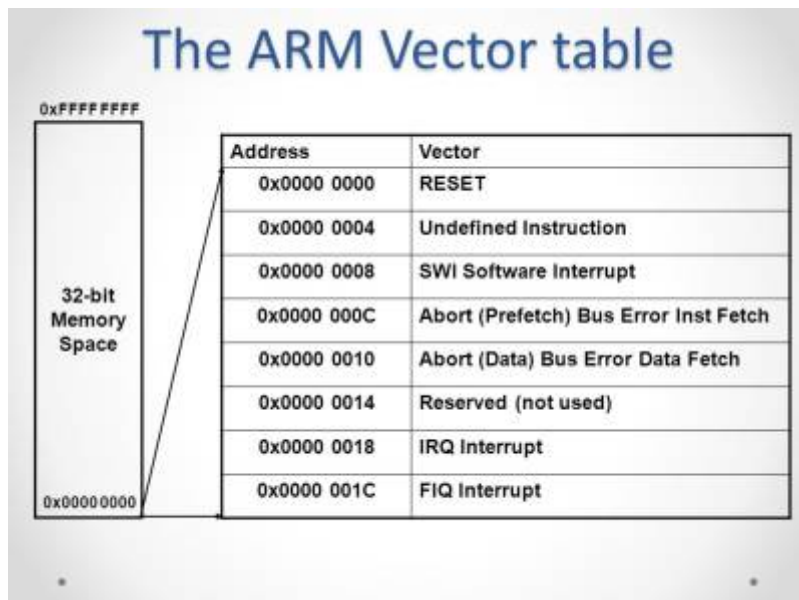 The ARM Vector table
0xFFFFFFFF
32-bit
Memory
Space
0x00000000
Address Vector
0x0000 0000 RESET
0x0000 0004 Undefined Instruction
0x0000 0008 SWI Software Interrupt
0x0000 000C Abort (Prefetch) Bus Error Inst Fetch
0x0000 0010 Abort (Data) Bus Error Data Fetch
0x0000 0014 Reserved (not used)
0x0000 0018 IRQ Interrupt
0x0000 001C FIQ Interrupt